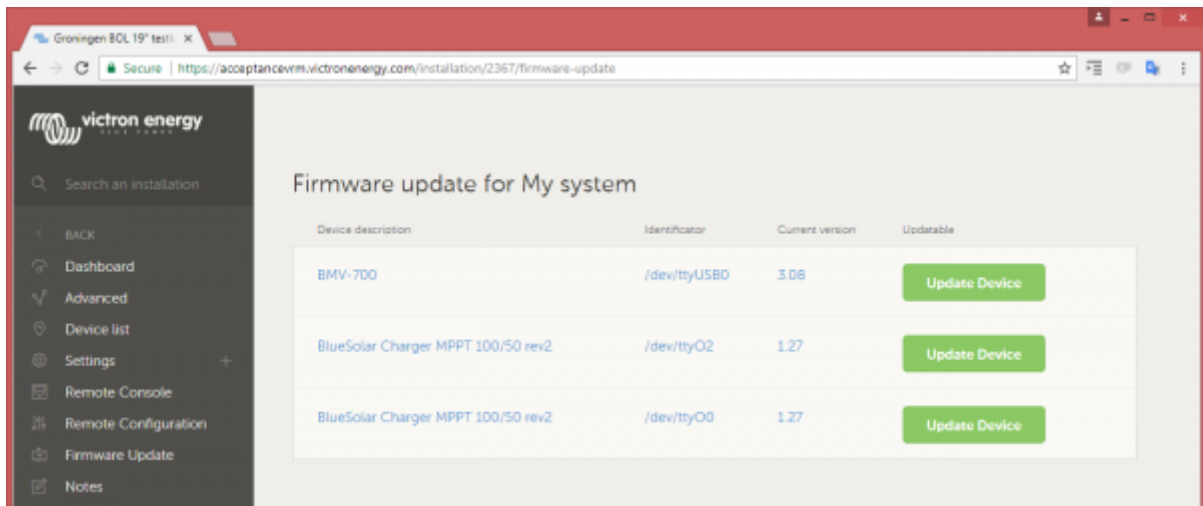 Groningen BOL 19" testi
Secure | https://acceptancevrm.victronenergy.com/installation/2367/firmware-update
victron energy
BLUE POWER
Search an installation
BACK
Dashboard
Advanced
Device list
Settings
Remote Console
Remote Configuration
Firmware Update
Notes
Firmware update for My system
Device description Identificator Current version Updatable
BMV-700 /dev/ttyUSB0 3.08 Update Device
BlueSolar Charger MPPT 100/50 rev2 /dev/ttyO2 1.27 Update Device
BlueSolar Charger MPPT 100/50 rev2 /dev/ttyO0 1.27 Update Device